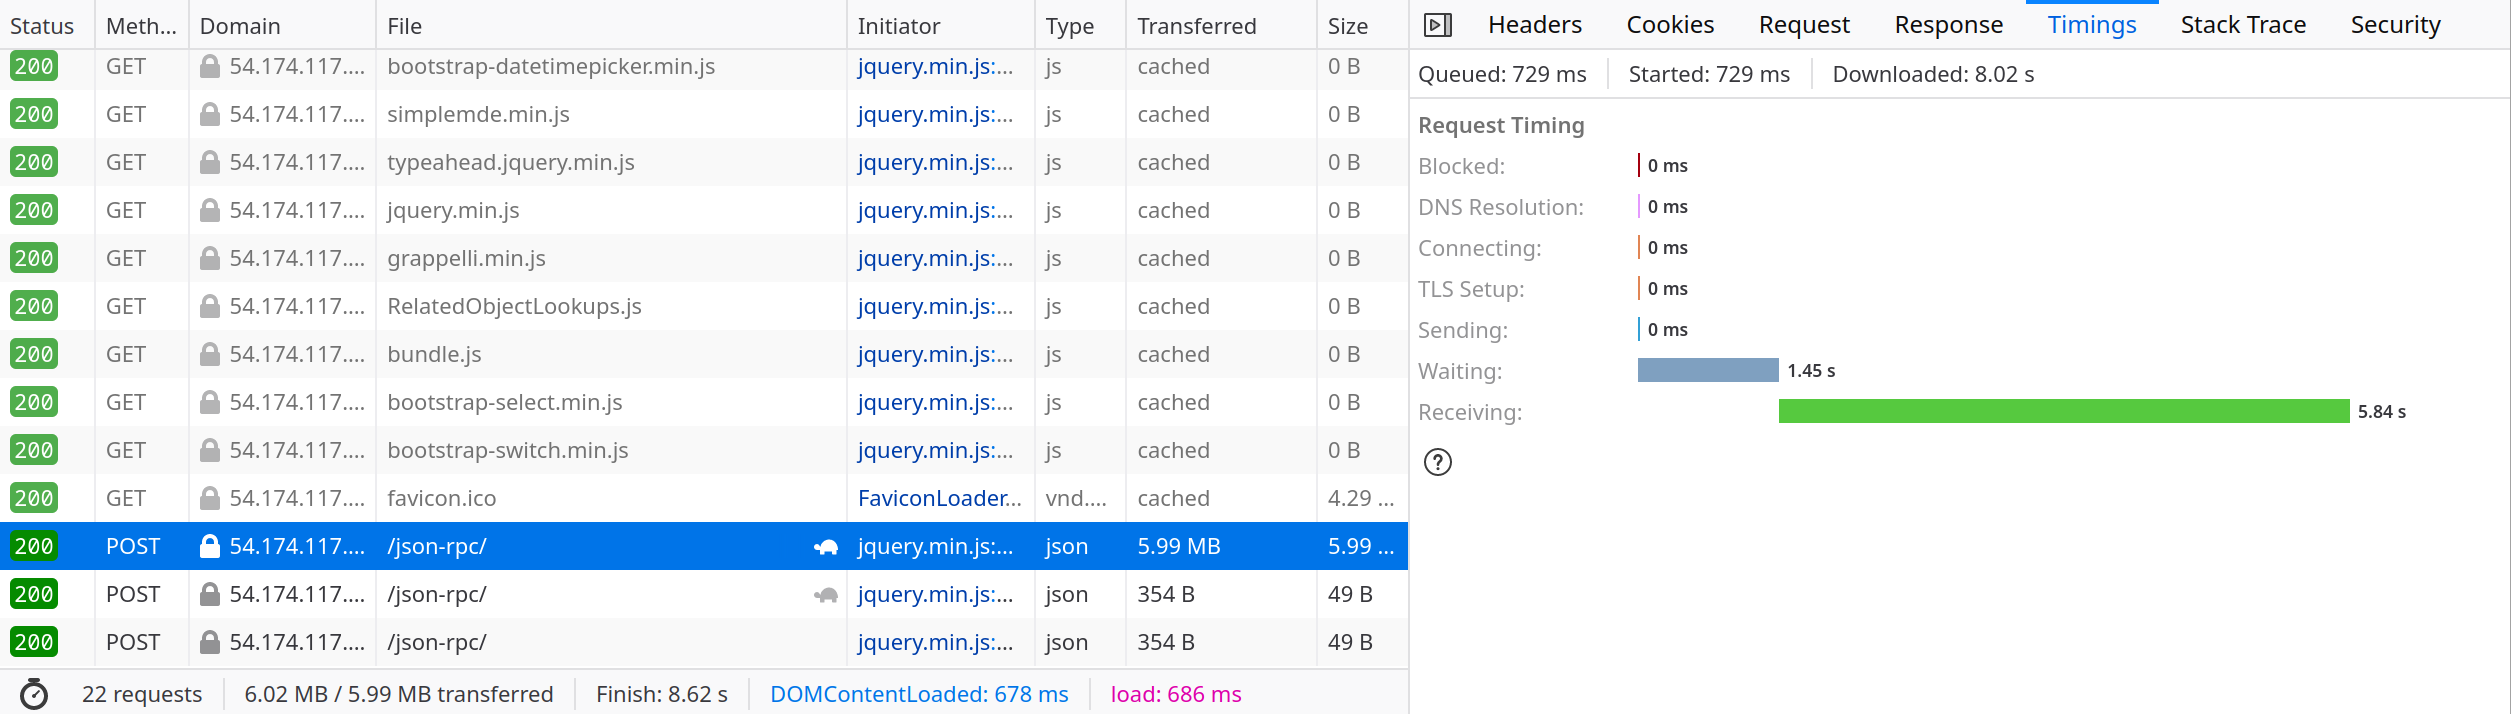 Status Meth... Domain File Initiator Type Transferred Size
200 GET 54.174.117.... bootstrap-datetimepicker.min.js jquery.min.js:... js cached 0 B
200 GET 54.174.117.... simplemde.min.js jquery.min.js:... js cached 0 B
200 GET 54.174.117.... typeahead.jquery.min.js jquery.min.js:... js cached 0 B
200 GET 54.174.117.... jquery.min.js jquery.min.js:... js cached 0 B
200 GET 54.174.117.... grappelli.min.js jquery.min.js:... js cached 0 B
200 GET 54.174.117.... RelatedObjectLookups.js jquery.min.js:... js cached 0 B
200 GET 54.174.117.... bundle.js jquery.min.js:... js cached 0 B
200 GET 54.174.117.... bootstrap-select.min.js jquery.min.js:... js cached 0 B
200 GET 54.174.117.... bootstrap-switch.min.js jquery.min.js:... js cached 0 B
200 GET 54.174.117.... favicon.ico FaviconLoader... vnd.... cached 4.29 ...
200 POST 54.174.117.... /json-rpc/ jquery.min.js:... json 5.99 MB 5.99 ...
200 POST 54.174.117.... /json-rpc/ jquery.min.js:... json 354 B 49 B
200 POST 54.174.117.... /json-rpc/ jquery.min.js:... json 354 B 49 B
22 requests 6.02 MB / 5.99 MB transferred Finish: 8.62 s DOMContentLoaded: 678 ms load: 686 ms
Headers Cookies Request Response Timings Stack Trace Security
Queued: 729 ms Started: 729 ms Downloaded: 8.02 s
Request Timing
Blocked: 0 ms
DNS Resolution: 0 ms
Connecting: 0 ms
TLS Setup: 0 ms
Sending: 0 ms
Waiting: 1.45 s
Receiving: 5.84 s
?